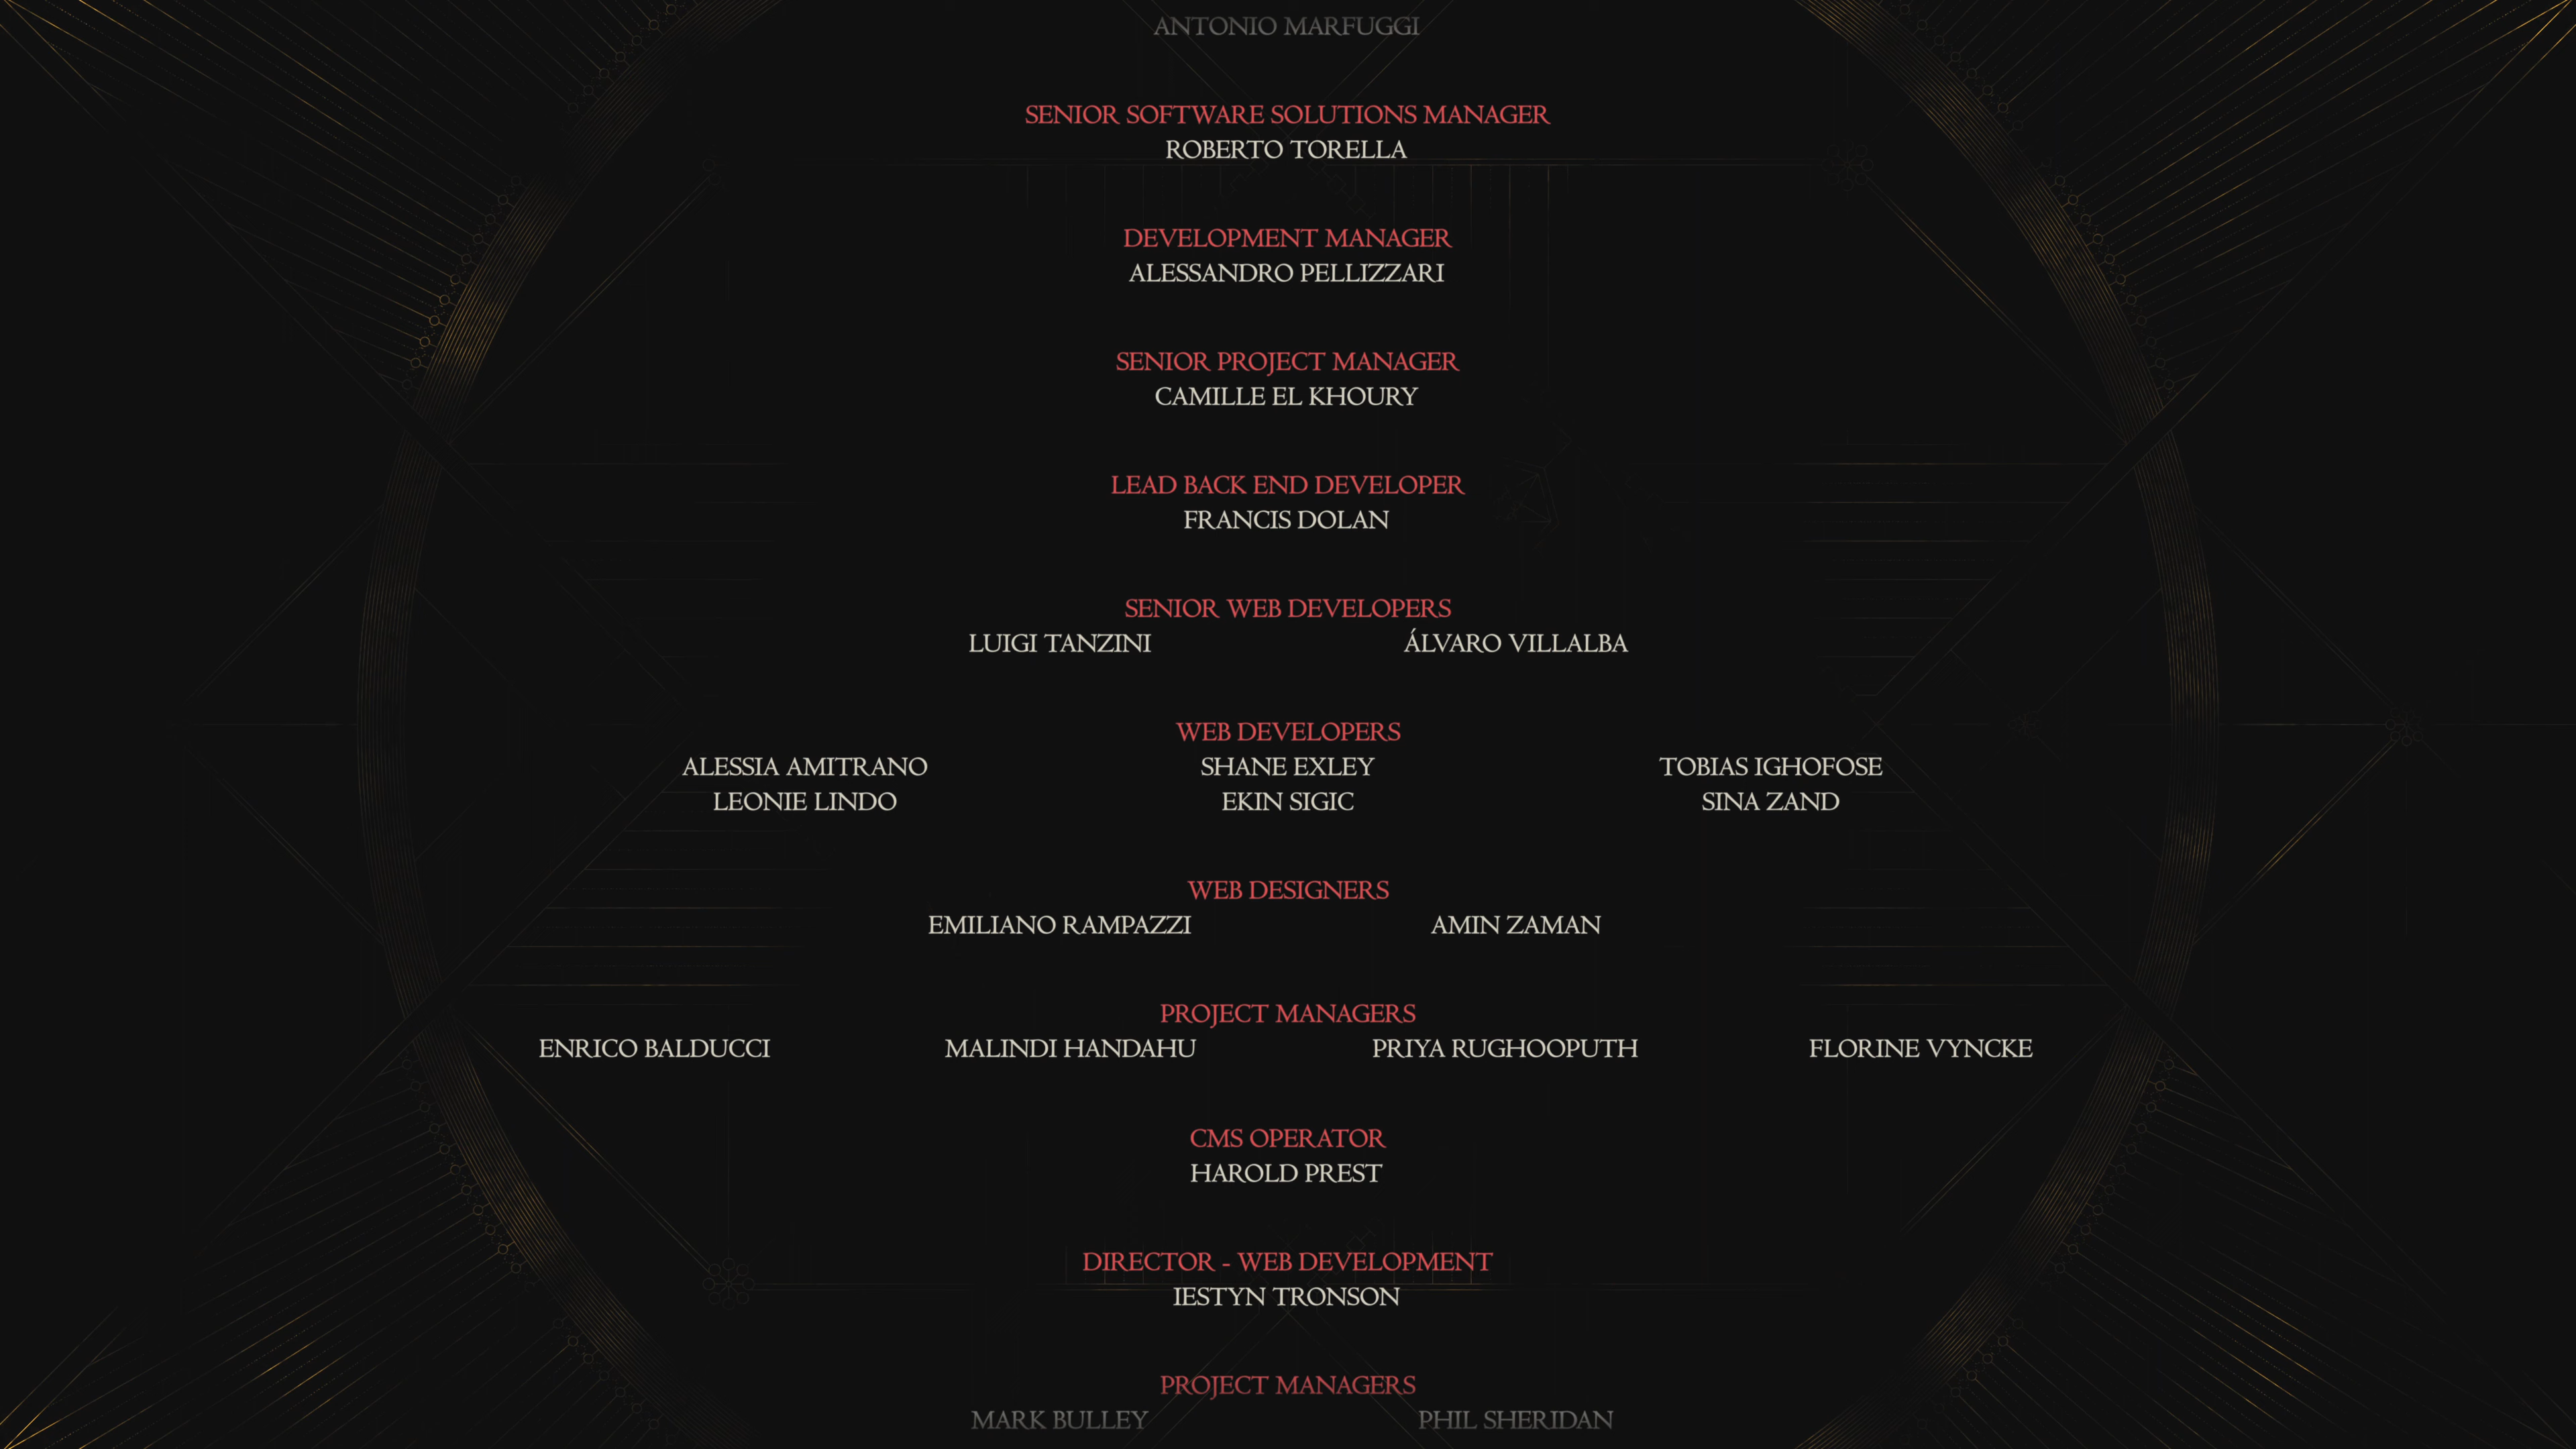 ANTONIO MARFUGGI
SENIOR SOFTWARE SOLUTIONS MANAGER
ROBERTO TORELLA
DEVELOPMENT MANAGER
ALESSANDRO PELLIZZARI
SENIOR PROJECT MANAGER
CAMILLE EL KHOURY
LEAD BACK END DEVELOPER
FRANCIS DOLAN
SENIOR WEB DEVELOPERS
LUIGI TANZINI ÁLVARO VILLALBA
WEB DEVELOPERS
ALESSIA AMITRANO SHANE EXLEY TOBIAS IGHOFOSE
LEONIE LINDO EKIN SIGIC SINA ZAND
WEB DESIGNERS
EMILIANO RAMPAZZI AMIN ZAMAN
PROJECT MANAGERS
ENRICO BALDUCCI MALINDI HANDAHU PRIYA RUGHOOPUTH FLORINE VYNCKE
CMS OPERATOR
HAROLD PREST
DIRECTOR - WEB DEVELOPMENT
IESTYN TRONSON
PROJECT MANAGERS
MARK BULLEY PHIL SHERIDAN